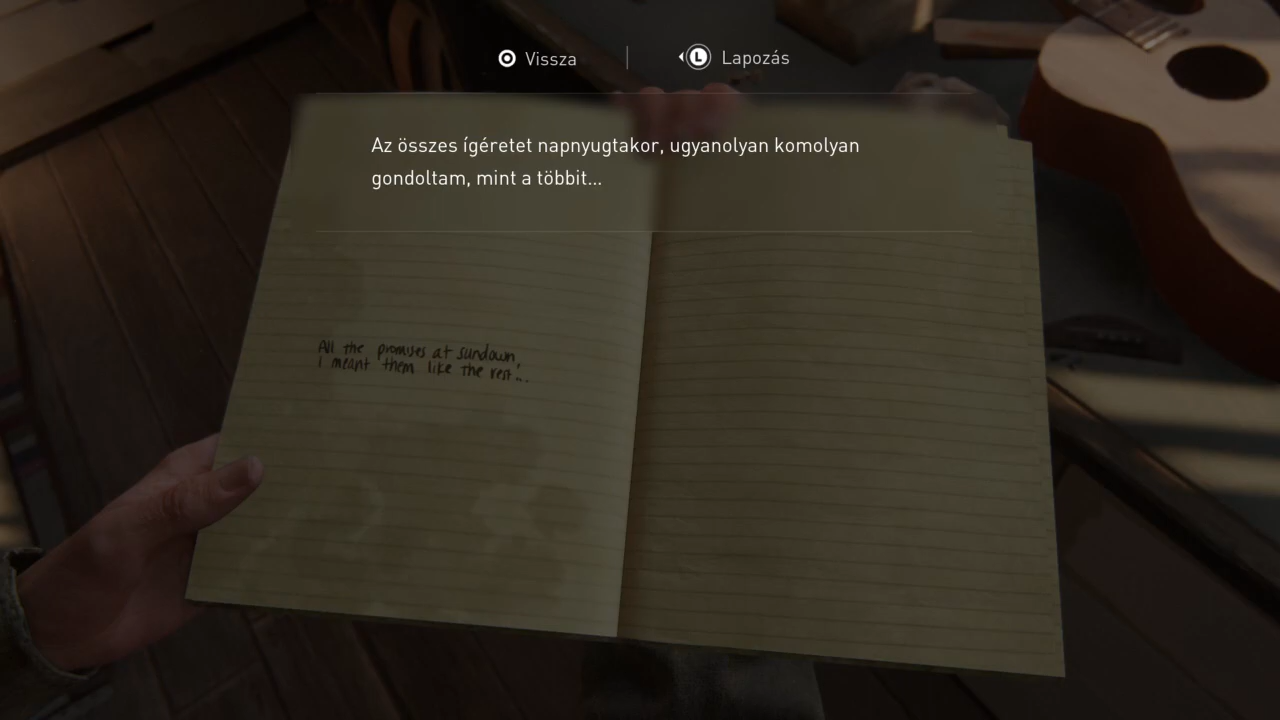 Vissza
L Lapozás
Az összes ígéretet napnyugtakor, ugyanolyan komolyan
gondoltam, mint a többit...
All the promises at sundown,
i meant them like the rest...